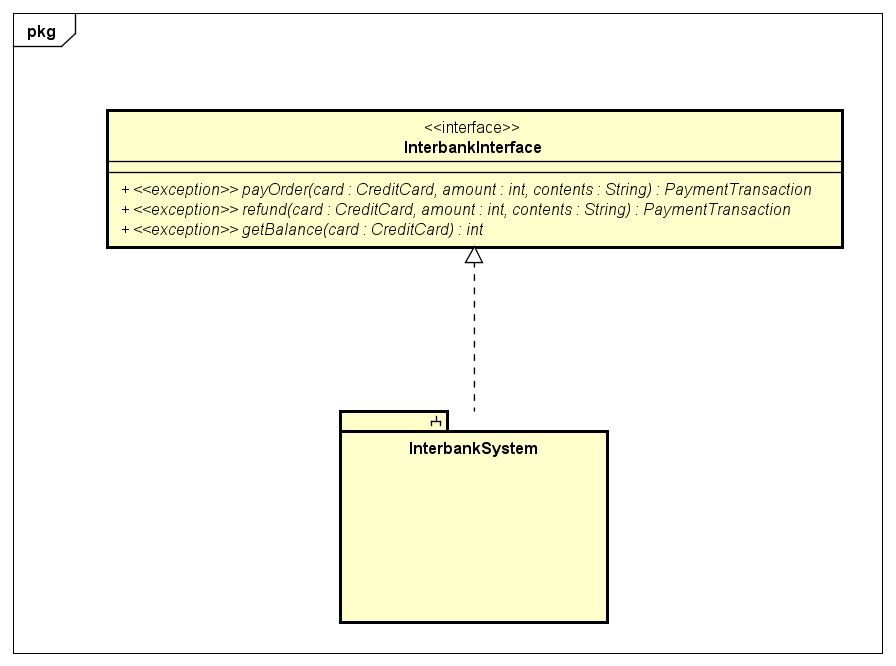 pkg
<<interface>>
InterbankInterface
+ <<exception>> payOrder(card : CreditCard, amount : int, contents : String) : PaymentTransaction
+ <<exception>> refund(card : CreditCard, amount : int, contents : String) : PaymentTransaction
+ <<exception>> getBalance(card : CreditCard) : int
InterbankSystem